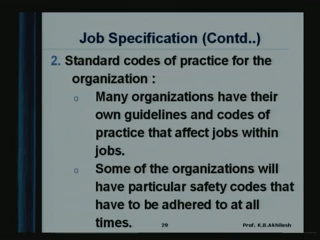 Job Specification (Contd..)
2. Standard codes of practice for the
organization :
o Many organizations have their
own guidelines and codes of
practice that affect jobs within
jobs.
o Some of the organizations will
have particular safety codes that
have to be adhered to at all
times.
29 Prof. K.B.Akhilesh